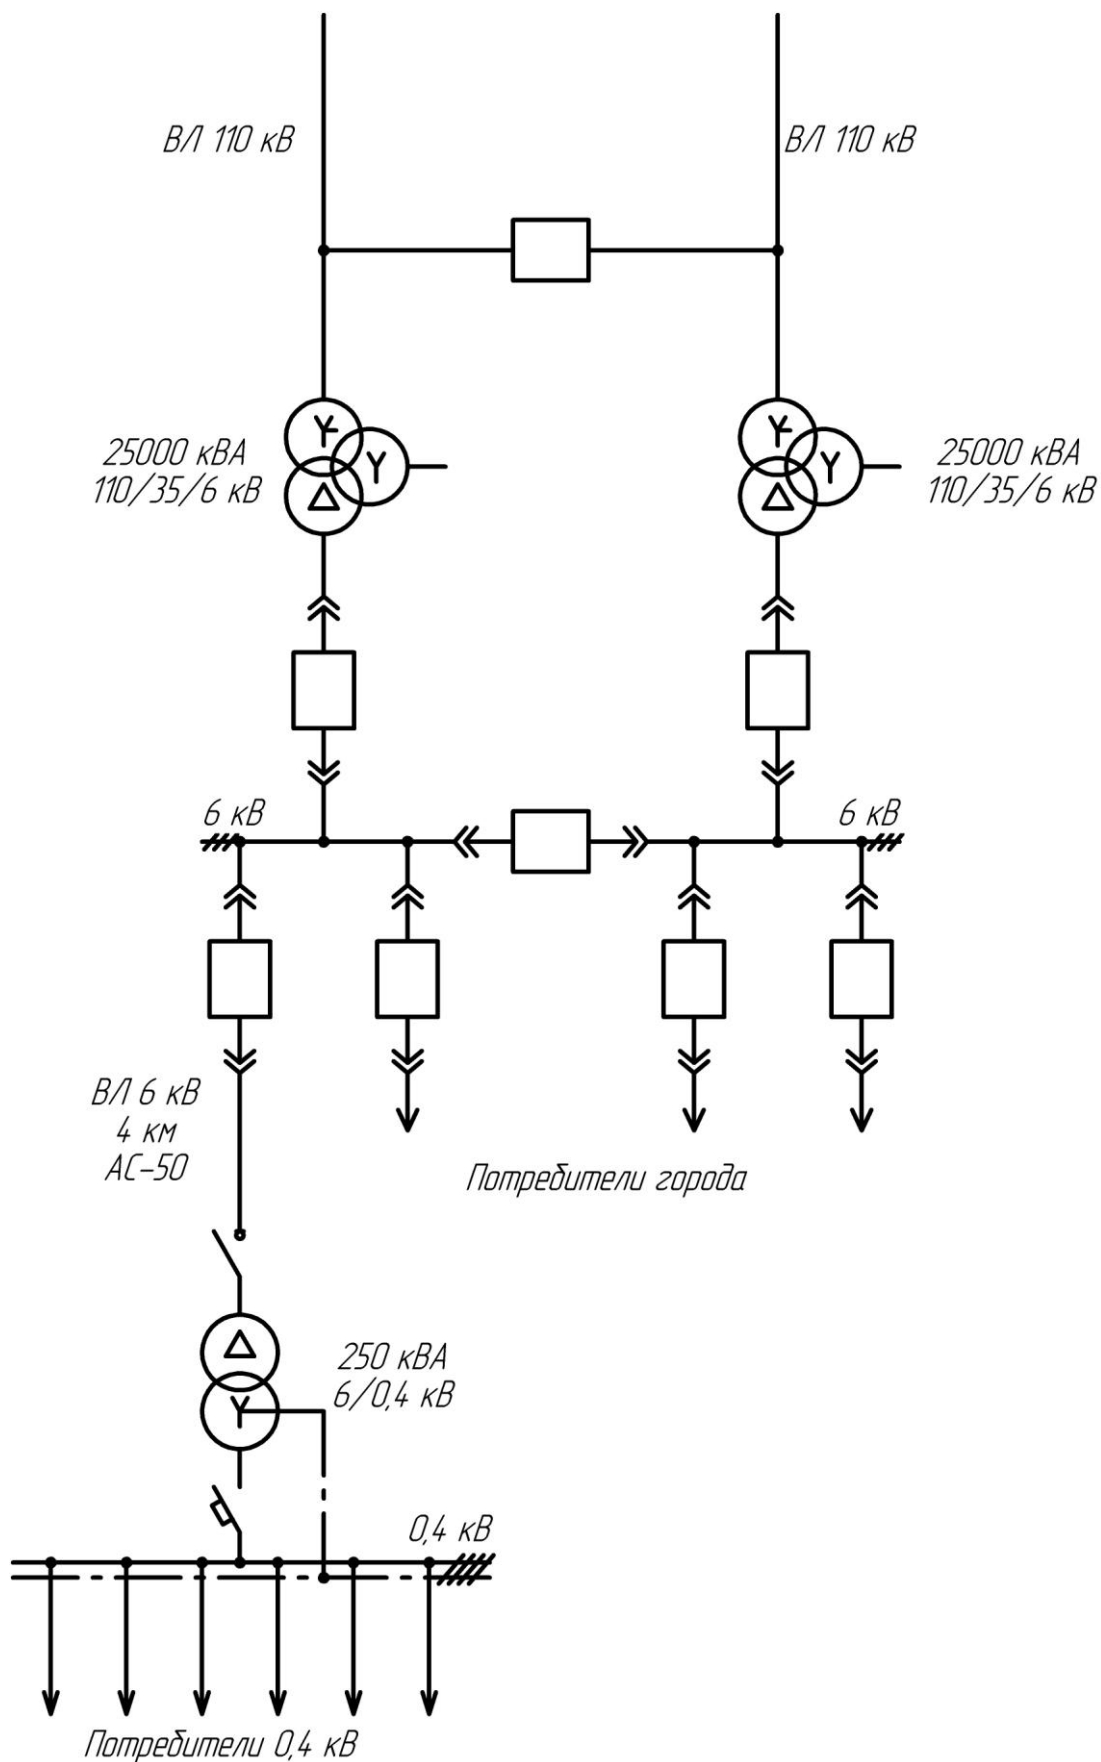 ВЛ 110 кВ
ВЛ 110 кВ
25000 кВА
110/35/6 кВ
25000 кВА
110/35/6 кВ
6 кВ
6 кВ
ВЛ 6 кВ
4 км
АС-50
Потребители города
250 кВА
6/0,4 кВ
0,4 кВ
Потребители 0,4 кВ